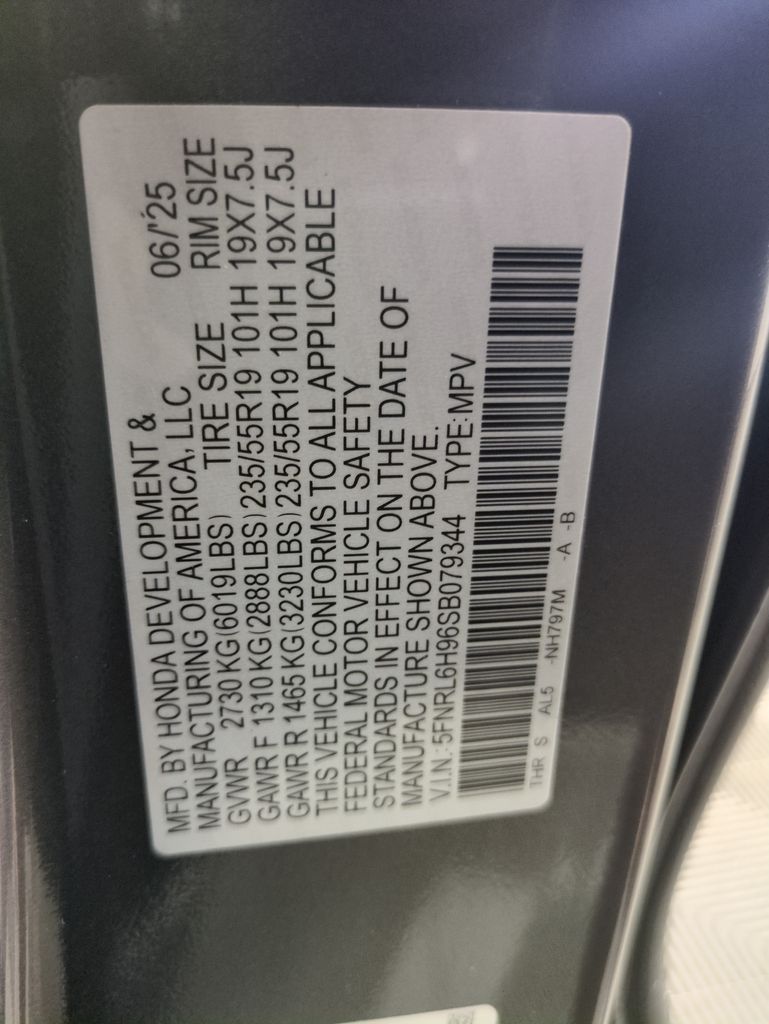 MFD. BY HONDA DEVELOPMENT &
MANUFACTURING OF AMERICA, LLC 06/'25
GVWR 2730 KG (6019LBS) TIRE SIZE RIM SIZE
GAWR F 1310 KG (2888LBS) 235/55R19 101H 19X7.5J
GAWR R 1465 KG (3230LBS) 235/55R19 101H 19X7.5J
THIS VEHICLE CONFORMS TO ALL APPLICABLE
FEDERAL MOTOR VEHICLE SAFETY
STANDARDS IN EFFECT ON THE DATE OF
MANUFACTURE SHOWN ABOVE.
V.I.N.: 5FNRL6H96SB079344 TYPE:MPV
THR S AL5 -NH797M -A -B